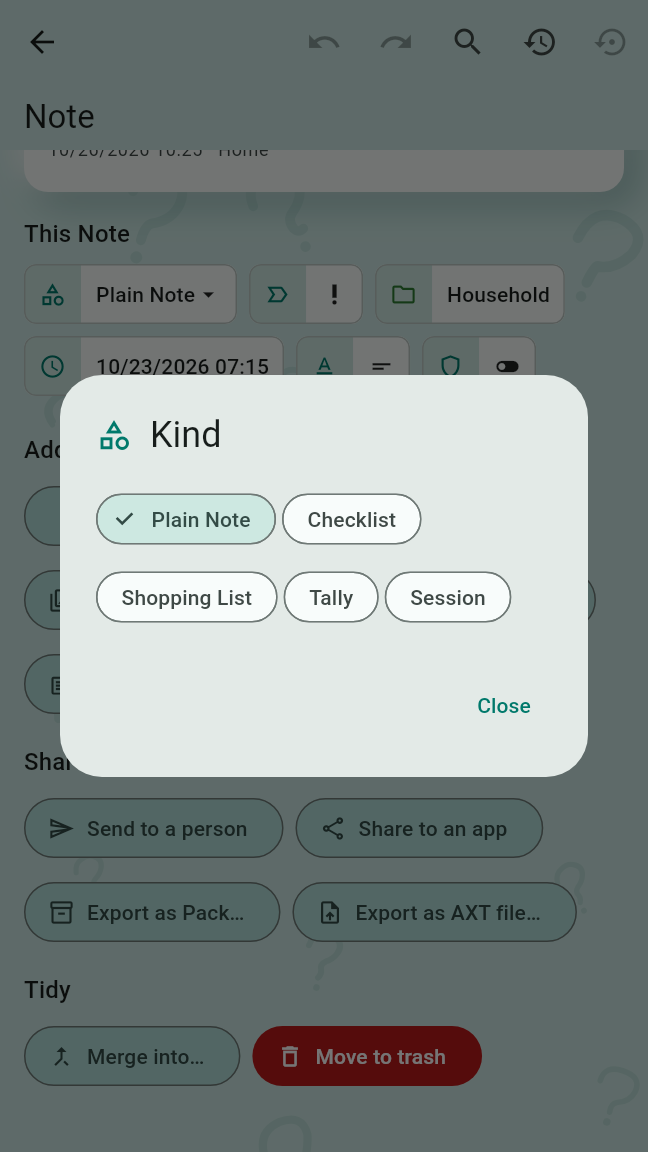 Note
10/20/2026 10:25 Home
This Note
Plain Note
Household
10/23/2026 07:15
Kind
Plain Note
Checklist
Shopping List
Tally
Session
Close
Send to a person
Share to an app
Export as Pack…
Export as AXT file…
Tidy
Merge into…
Move to trash